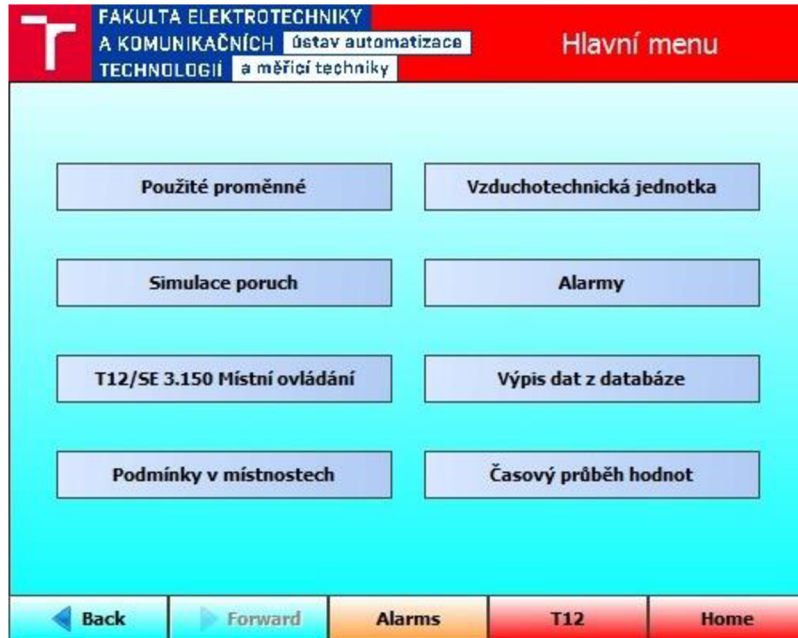 FAKULTA ELEKTROTECHNIKY
A KOMUNIKAČNÍCH ústav automatizace
TECHNOLOGIÍ a měřicí techniky
Hlavní menu
Použité proměnné
Vzduchotechnická jednotka
Simulace poruch
Alarmy
T12/SE 3.150 Místní ovládání
Výpis dat z databáze
Podmínky v místnostech
Časový průběh hodnot
Back
Forward
Alarms
T12
Home